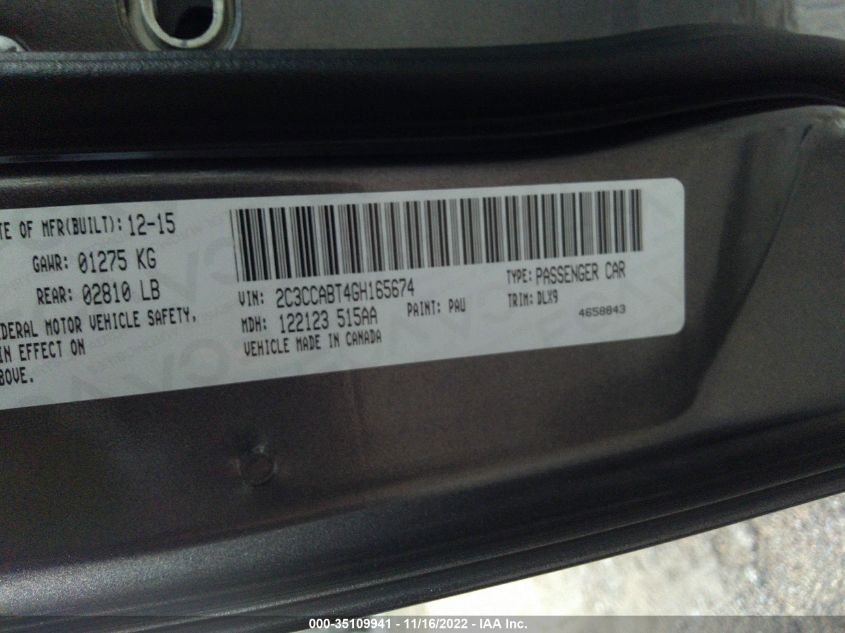 TE OF MFR(BUILT): 12-15
GAWR: 01275 KG
REAR: 02810 LB
DERAL MOTOR VEHICLE SAFETY,
IN EFFECT ON
BOVE.
VIN: 2C3CCABT4GH165674
TYPE: PASSENGER CAR
MDH: 122123 515AA
PAINT: PAU
TRIM: DLX9
VEHICLE MADE IN CANADA
4658843
000-35109941 - 11/16/2022 - IAA Inc.